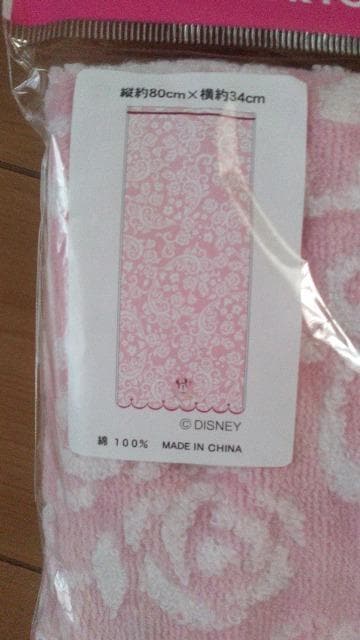 縦約80cm×横約34cm
©DISNEY
綿 100% MADE IN CHINA